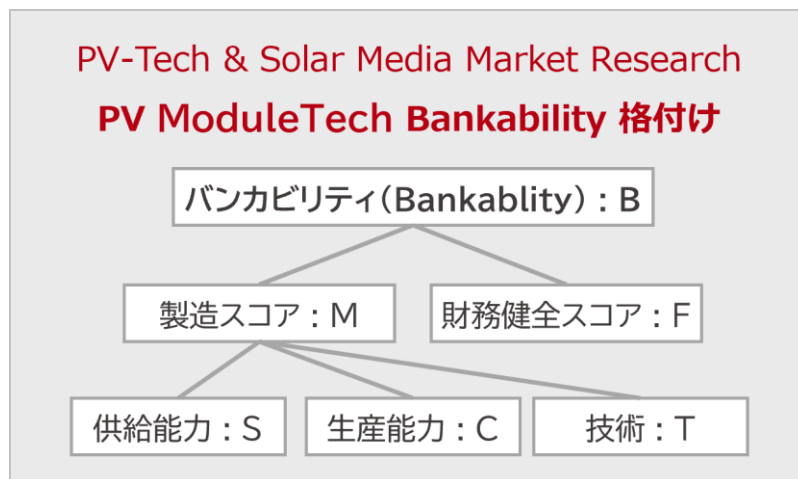 PV-Tech & Solar Media Market Research
PV ModuleTech Bankability 格付け
バンカビリティ(Bankablity) : B
製造スコア : M
財務健全スコア : F
供給能力 : S
生産能力 : C
技術 : T